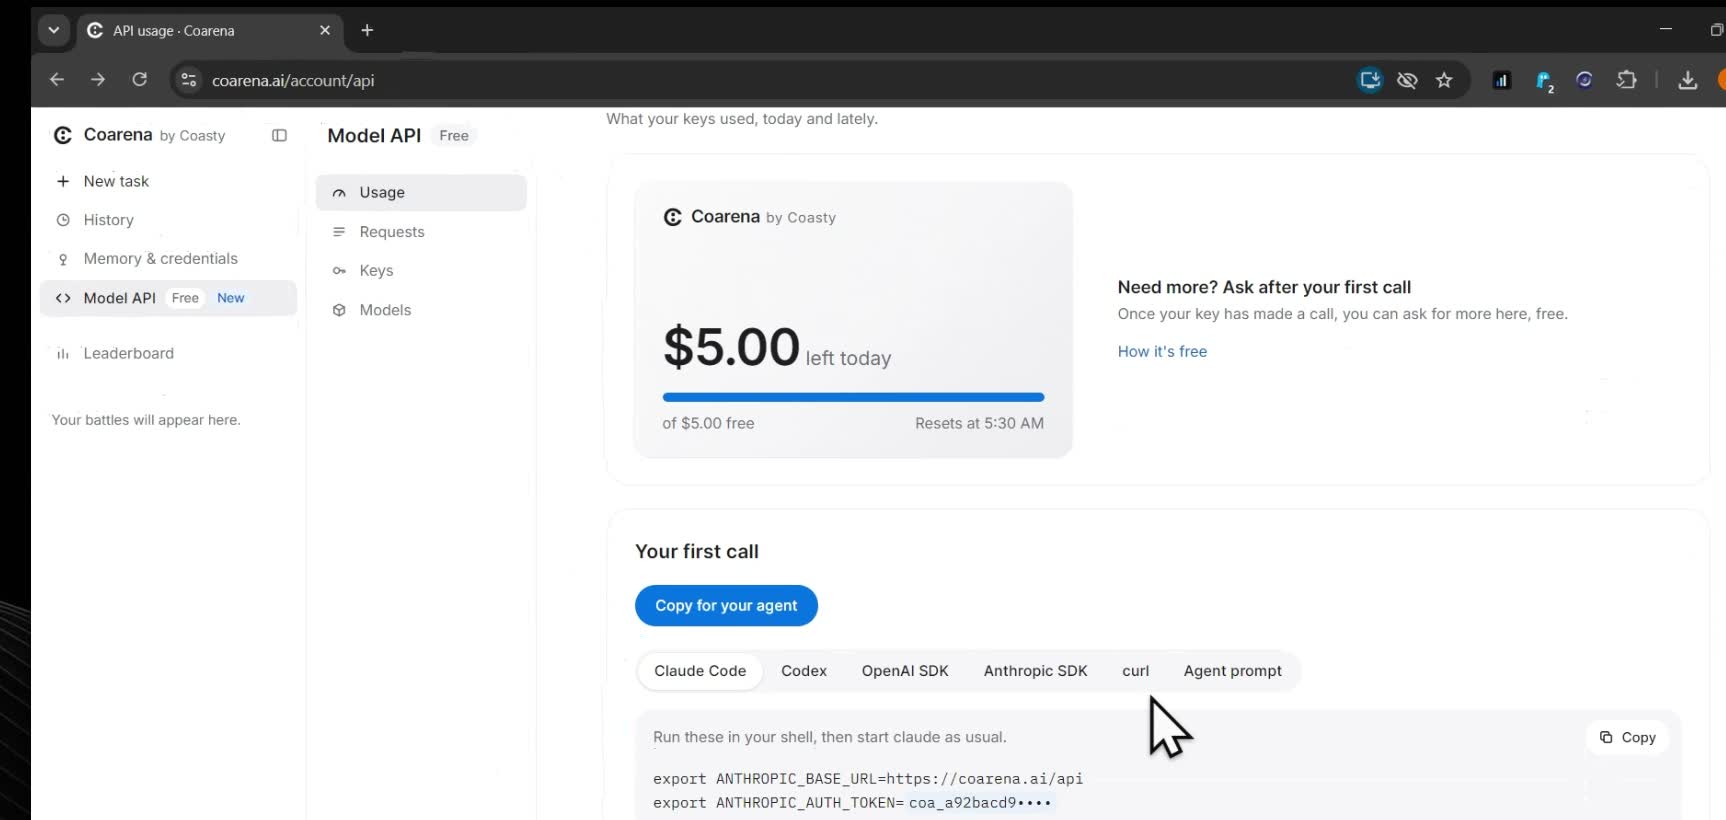 API usage · Coarena
coarena.ai/account/api
2
Coarena by Coasty
New task
History
Memory & credentials
Model API Free New
Leaderboard
Your battles will appear here.
Model API Free
Usage
Requests
Keys
Models
What your keys used, today and lately.
Coarena by Coasty
$5.00 left today
of $5.00 free Resets at 5:30 AM
Need more? Ask after your first call
Once your key has made a call, you can ask for more here, free.
How it's free
Your first call
Copy for your agent
Claude Code Codex OpenAI SDK Anthropic SDK curl Agent prompt
Run these in your shell, then start claude as usual.
Copy
export ANTHROPIC_BASE_URL=https://coarena.ai/api
export ANTHROPIC_AUTH_TOKEN=coa_a92bacd9••••